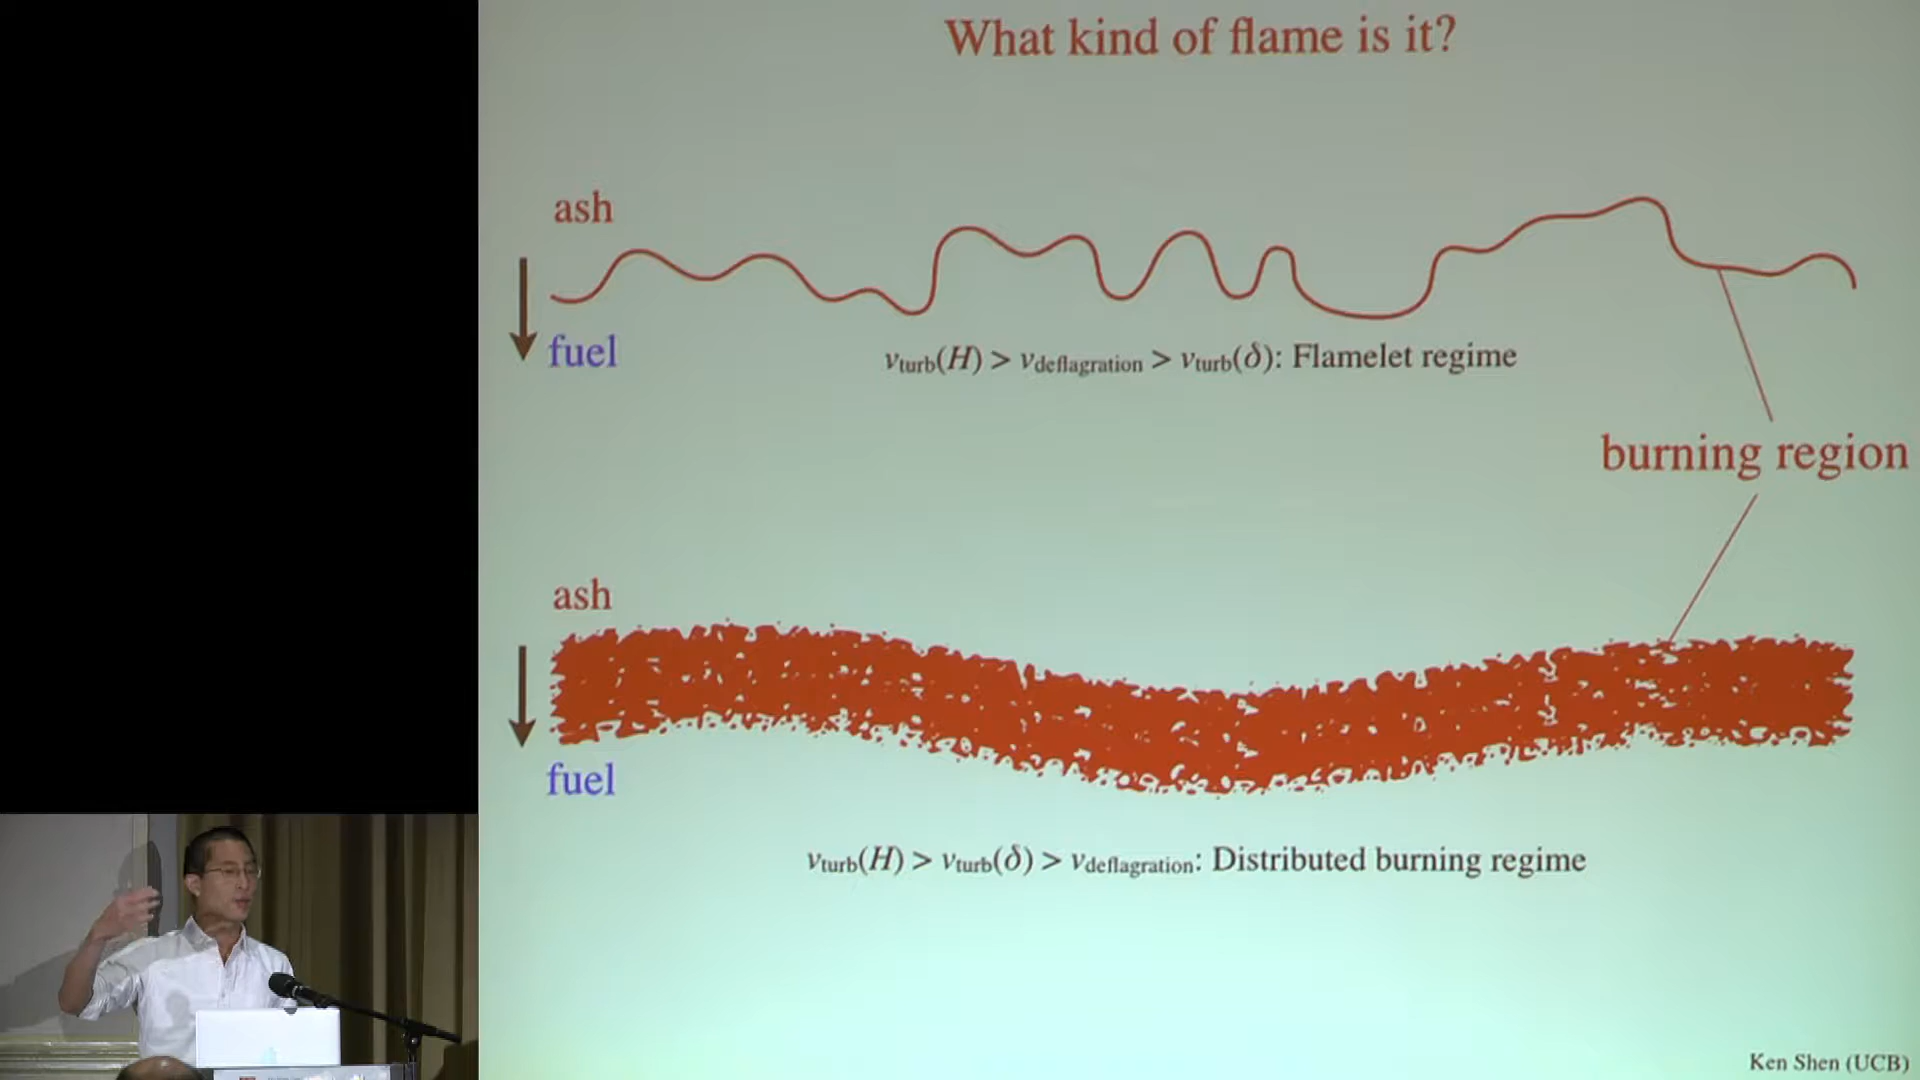 What kind of flame is it?
ash
fuel
vturb(H) > vdeflagration > vturb(δ): Flamelet regime
burning region
ash
fuel
vturb(H) > vturb(δ) > vdeflagration: Distributed burning regime
Ken Shen (UCB)